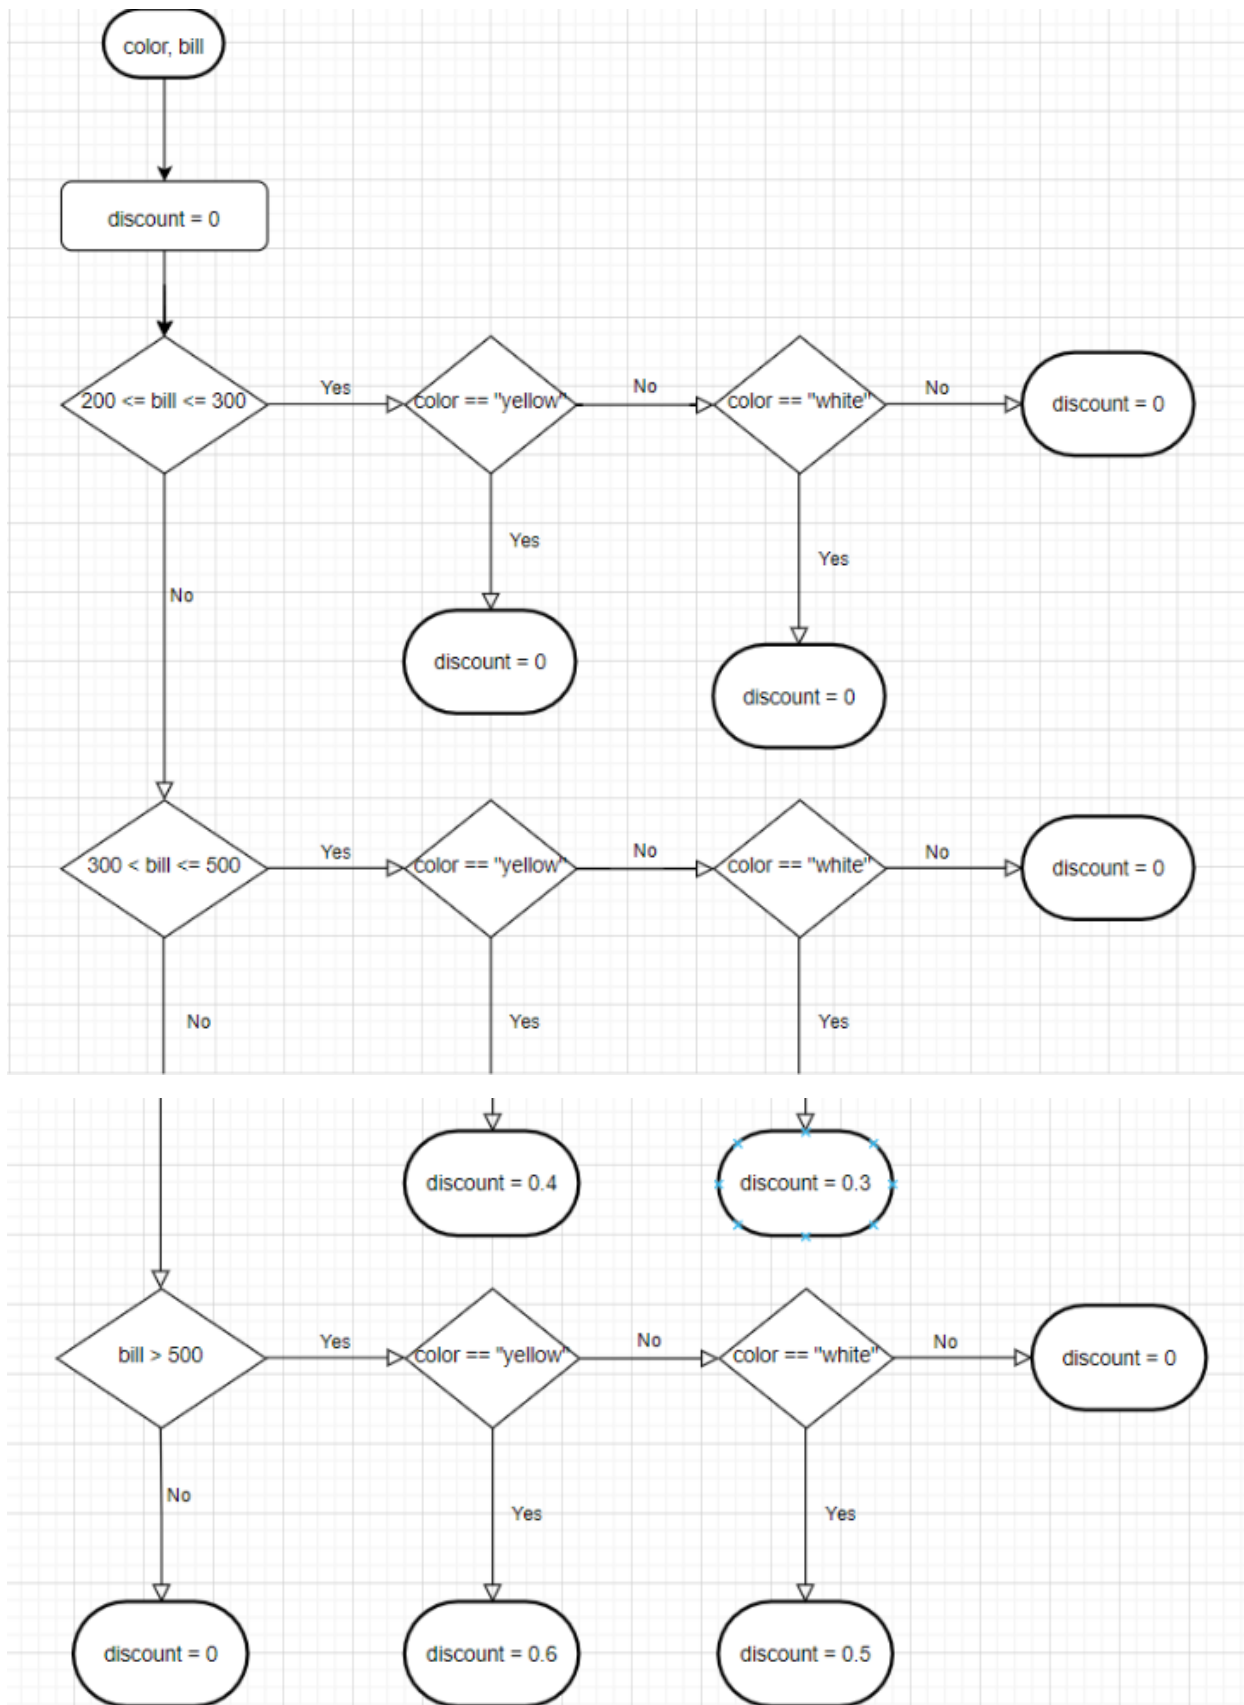 color, bill
discount = 0
200 <= bill <= 300
Yes
color == "yellow"
No
color == "white"
No
discount = 0
Yes
Yes
No
discount = 0
discount = 0
300 < bill <= 500
Yes
color == "yellow"
No
color == "white"
No
discount = 0
No
Yes
Yes
discount = 0.4
discount = 0.3
bill > 500
Yes
color == "yellow"
No
color == "white"
No
discount = 0
No
Yes
Yes
discount = 0
discount = 0.6
discount = 0.5